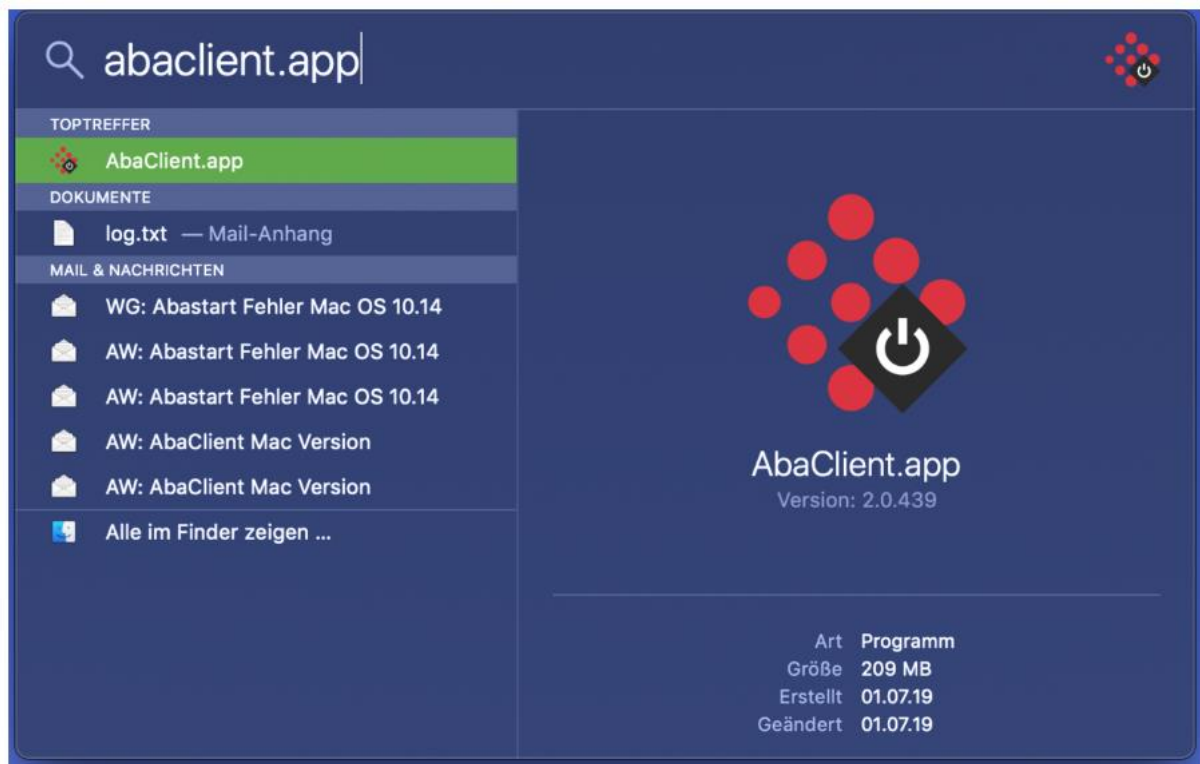 abaclient.app
TOPTREFFER
AbaClient.app
DOKUMENTE
log.txt — Mail-Anhang
MAIL & NACHRICHTEN
WG: Abastart Fehler Mac OS 10.14
AW: Abastart Fehler Mac OS 10.14
AW: Abastart Fehler Mac OS 10.14
AW: AbaClient Mac Version
AW: AbaClient Mac Version
Alle im Finder zeigen ...
AbaClient.app
Version: 2.0.439
Art Programm
Größe 209 MB
Erstellt 01.07.19
Geändert 01.07.19